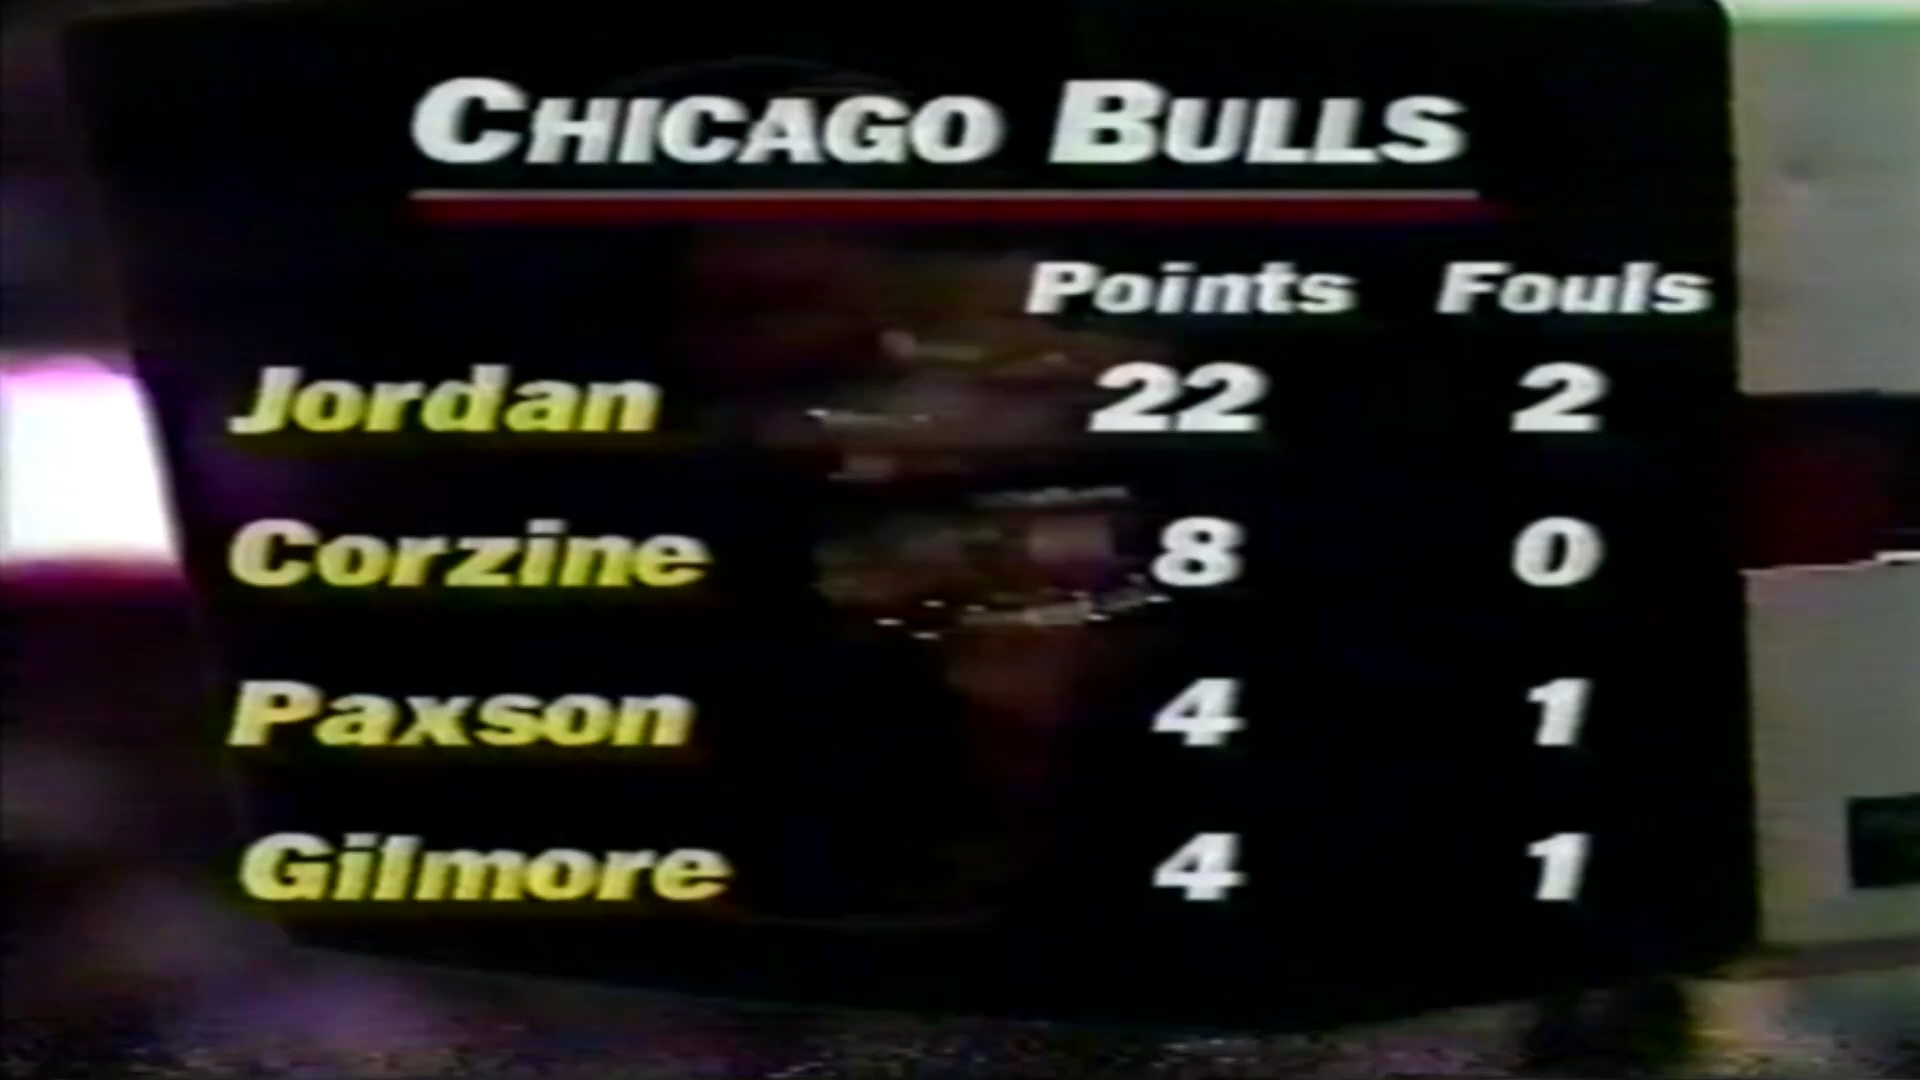 CHICAGO BULLS
Points Fouls
Jordan 22 2
Corzine 8 0
Paxson 4 1
Gilmore 4 1